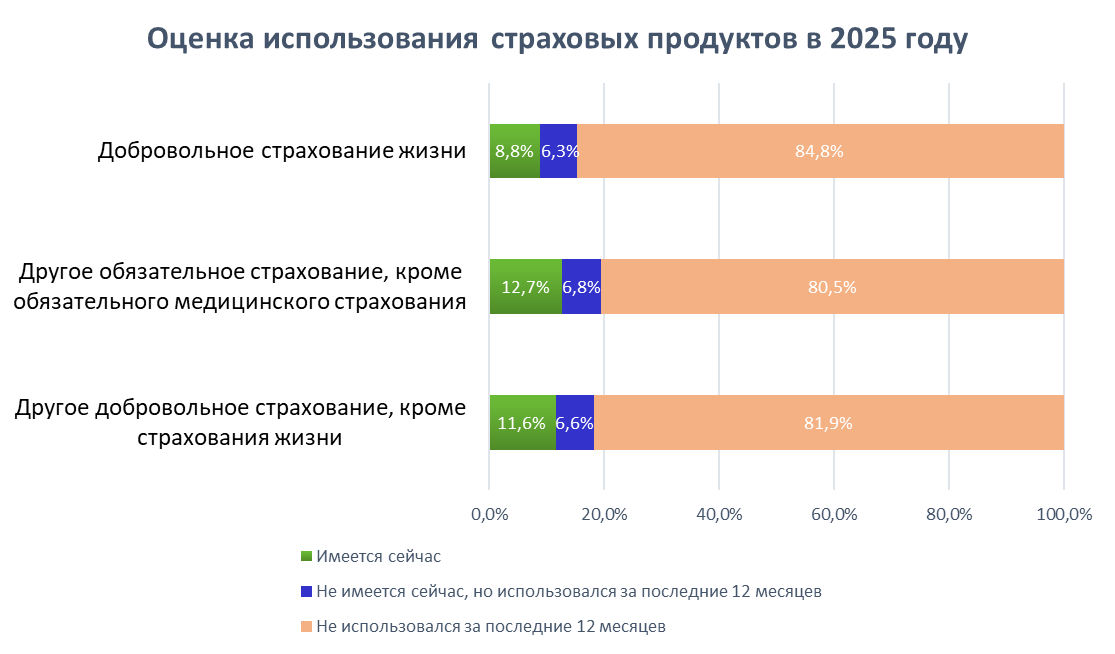 Оценка использования страховых продуктов в 2025 году
Добровольное страхование жизни
8,8%
6,3%
84,8%
Другое обязательное страхование, кроме
обязательного медицинского страхования
12,7%
6,8%
80,5%
Другое добровольное страхование, кроме
страхования жизни
11,6%
6,6%
81,9%
0,0%
20,0%
40,0%
60,0%
80,0%
100,0%
Имеется сейчас
Не имеется сейчас, но использовался за последние 12 месяцев
Не использовался за последние 12 месяцев